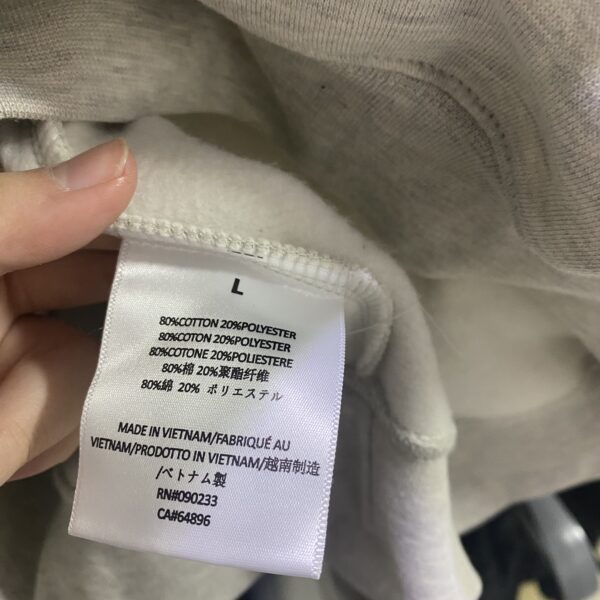 L
80%COTTON 20%POLYESTER
80%COTON 20%POLYESTER
80%COTONE 20%POLIESTERE
80%棉 20%聚酯纤维
80%綿 20% ポリエステル
MADE IN VIETNAM/FABRIQUÉ AU
VIETNAM/PRODOTTO IN VIETNAM/越南制造
/ベトナム製
RN#090233
CA#64896